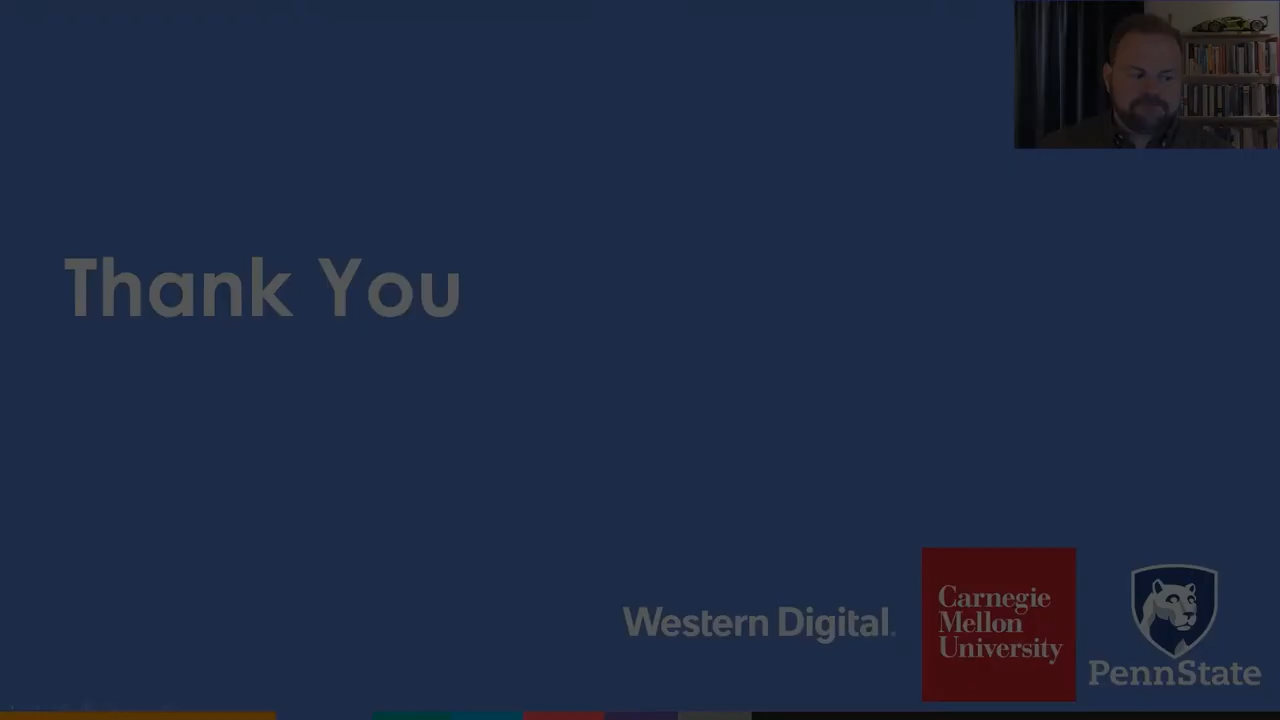 Thank You
Western Digital.
Carnegie
Mellon
University
PennState